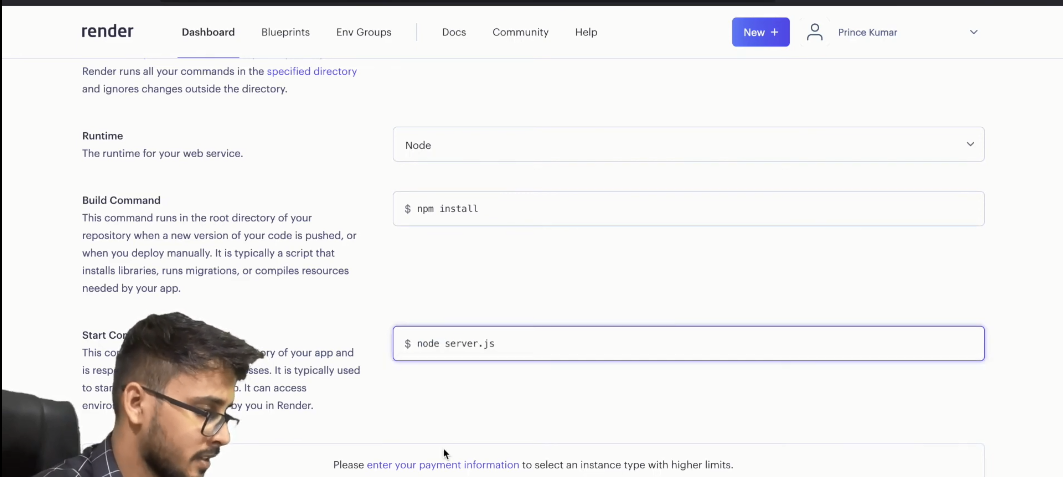 render
Dashboard
Blueprints
Env Groups
Docs
Community
Help
New +
Prince Kumar
Render runs all your commands in the specified directory
and ignores changes outside the directory.
Runtime
The runtime for your web service.
Node
Build Command
This command runs in the root directory of your
repository when a new version of your code is pushed, or
when you deploy manually. It is typically a script that
installs libraries, runs migrations, or compiles resources
needed by your app.
$ npm install
Start
This of your app and
is It is typically used
to It can access
by you in Render.
$ node server.js
Please enter your payment information to select an instance type with higher limits.